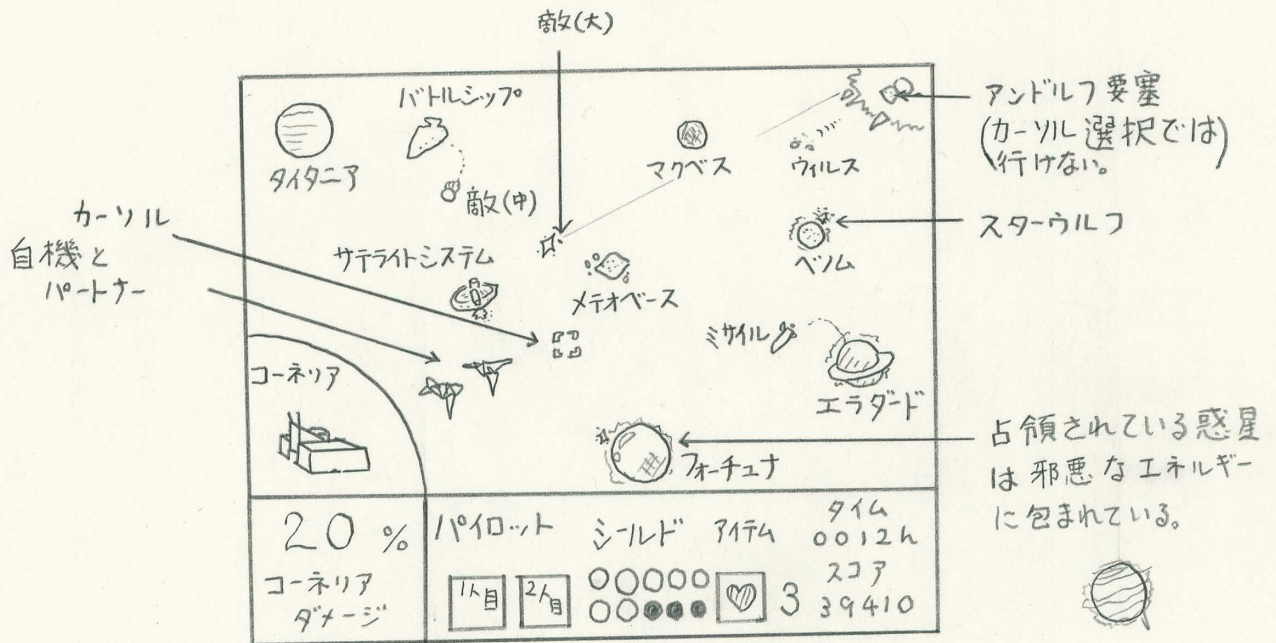 敵(大)
バトルシップ
タイタニア
敵(中)
マクベス
ウィルス
アンドルフ要塞
(カーソル選択では
行けない。)
スターウルフ
ベノム
カーソル
自機と
パートナー
サテライトシステム
メテオベース
ミサイル
エラダード
コーネリア
フォーチュナ
占領されている惑星
は邪悪なエネルギー
に包まれている。
20%
コーネリア
ダメージ
パイロット
1人目
2人目
シールド
アイテム
3
タイム
0012h
スコア
39410